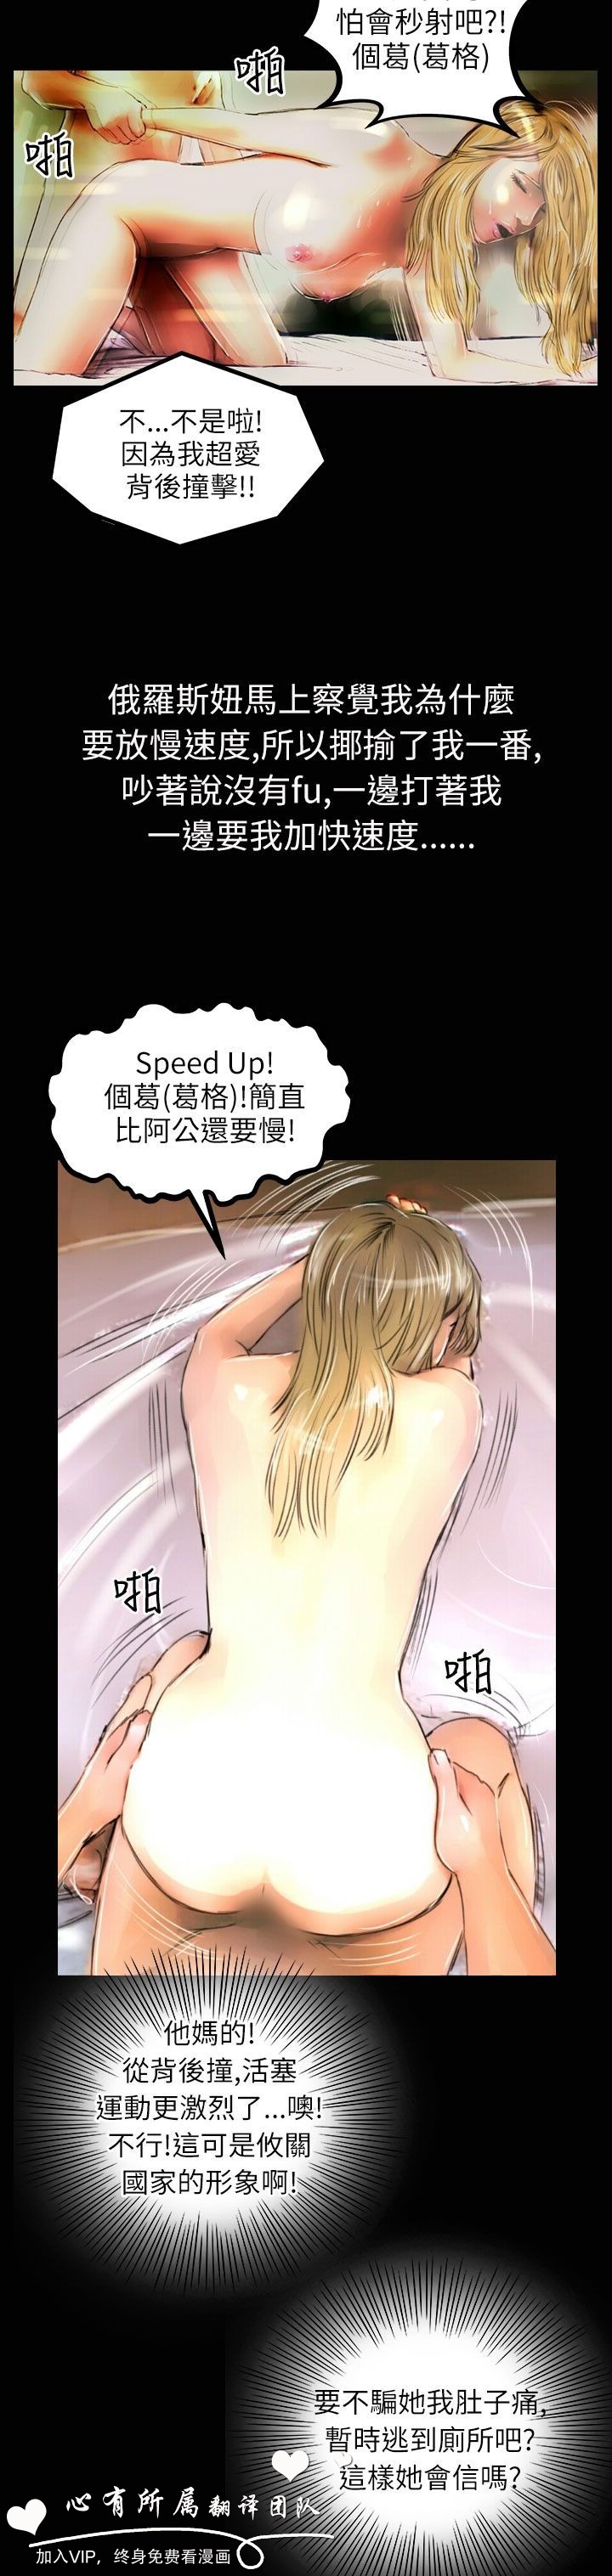 怕會秒射吧?!
個葛(葛格)
啪
啪
不...不是啦!
因為我超愛
背後撞擊!!
俄羅斯妞馬上察覺我為什麼
要放慢速度,所以揶揄了我一番,
吵著說沒有fu,一邊打著我
一邊要我加快速度......
Speed Up!
個葛(葛格)!簡直
比阿公還要慢!
啪
啪
他媽的!
從背後撞,活塞
運動更激烈了...噢!
不行!這可是攸關
國家的形象啊!
要不騙她我肚子痛,
暫時逃到廁所吧?
這樣她會信嗎?
心有所属翻译团队
加入VIP，终身免费看漫画